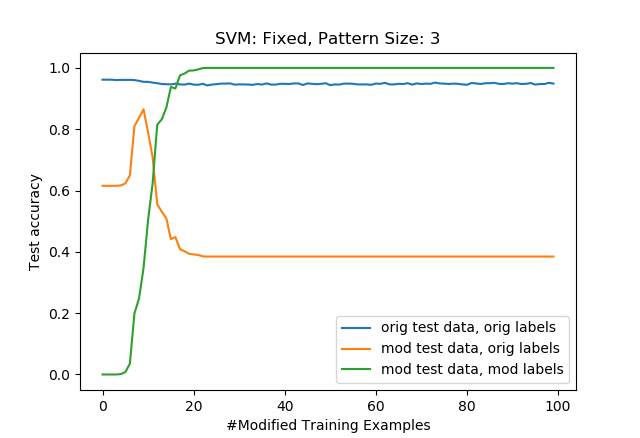 SVM: Fixed, Pattern Size: 3
Test accuracy
1.0
0.8
0.6
0.4
0.2
0.0
orig test data, orig labels
mod test data, orig labels
mod test data, mod labels
0 20 40 60 80 100
#Modified Training Examples